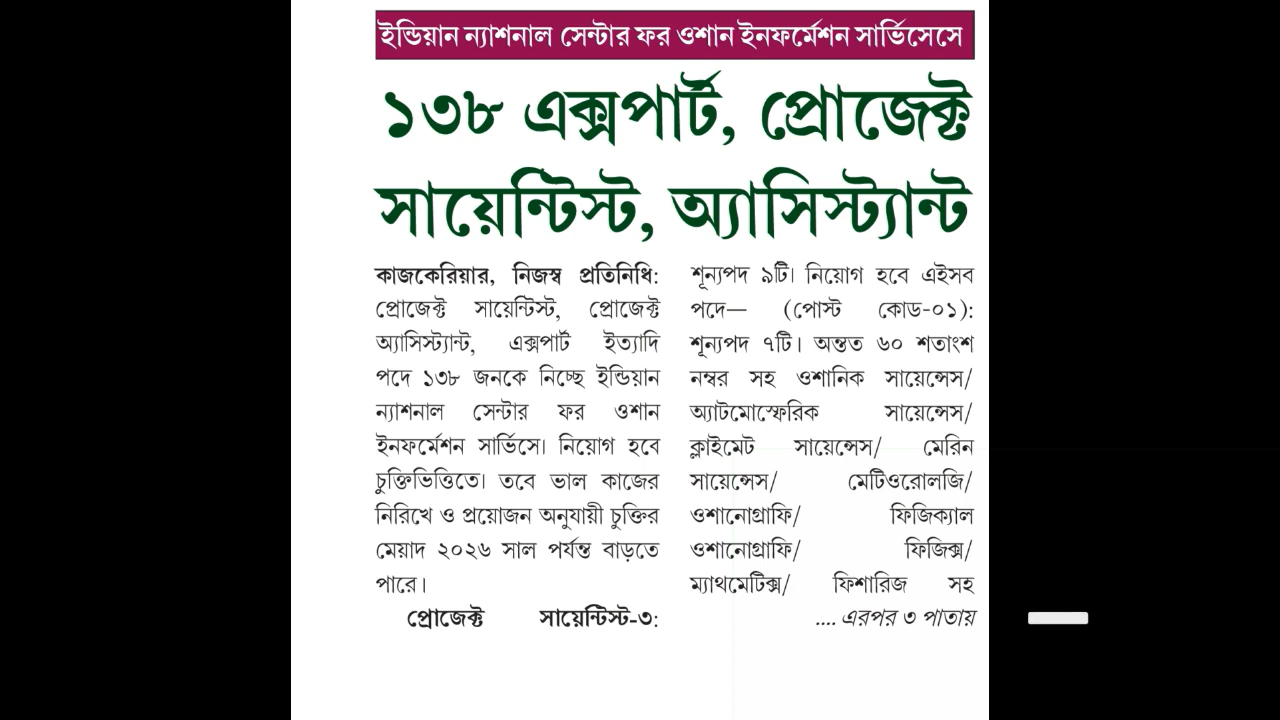 ইন্ডিয়ান ন্যাশনাল সেন্টার ফর ওশান ইনফর্মেশন সার্ভিসেসে
১৩৮ এক্সপার্ট, প্রোজেক্ট
সায়েন্টিস্ট, অ্যাসিস্ট্যান্ট
কাজকেরিয়ার, নিজস্ব প্রতিনিধি:
প্রোজেক্ট সায়েন্টিস্ট, প্রোজেক্ট
অ্যাসিস্ট্যান্ট, এক্সপার্ট ইত্যাদি
পদে ১৩৮ জনকে নিচ্ছে ইন্ডিয়ান
ন্যাশনাল সেন্টার ফর ওশান
ইনফর্মেশন সার্ভিসে। নিয়োগ হবে
চুক্তিভিত্তিতে। তবে ভাল কাজের
নিরিখে ও প্রয়োজন অনুযায়ী চুক্তির
মেয়াদ ২০২৬ সাল পর্যন্ত বাড়তে
পারে।
প্রোজেক্ট সায়েন্টিস্ট-৩:
শূন্যপদ ৯টি। নিয়োগ হবে এইসব
পদে— (পোস্ট কোড-০১):
শূন্যপদ ৭টি। অন্তত ৬০ শতাংশ
নম্বর সহ ওশানিক সায়েন্সেস/
অ্যাটমোস্ফেরিক সায়েন্সেস/
ক্লাইমেট সায়েন্সেস/ মেরিন
সায়েন্সেস/ মেটিওরোলজি/
ওশানোগ্রাফি/ ফিজিক্যাল
ওশানোগ্রাফি/ ফিজিক্স/
ম্যাথমেটিক্স/ ফিশারিজ সহ
.... এরপর ৩ পাতায়